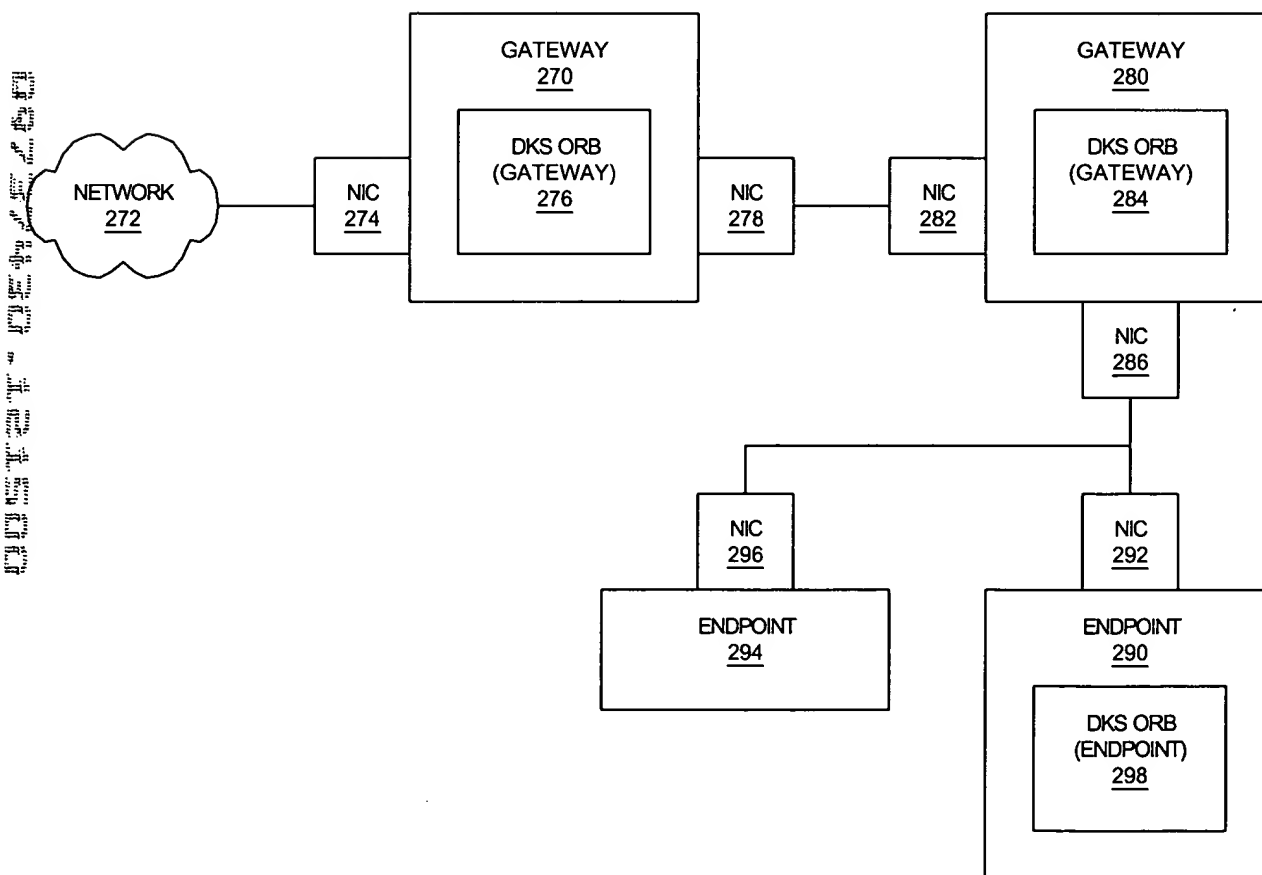 GATEWAY
270
DKS ORB
(GATEWAY)
276
GATEWAY
280
DKS ORB
(GATEWAY)
284
NETWORK
272
NIC
274
NIC
278
NIC
282
NIC
286
NIC
296
NIC
292
ENDPOINT
294
ENDPOINT
290
DKS ORB
(ENDPOINT)
298